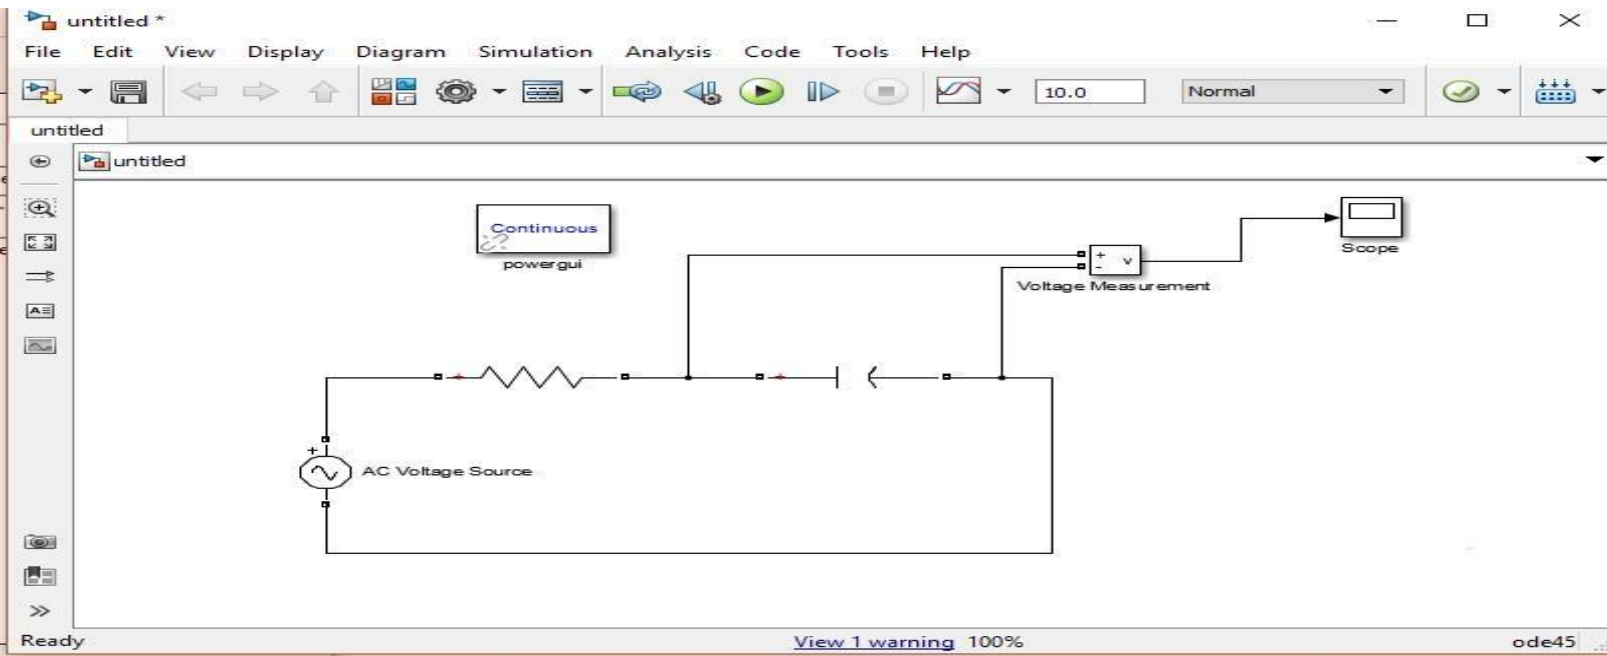 untitled *
File Edit View Display Diagram Simulation Analysis Code Tools Help
10.0 Normal
untitled
untitled
Continuous
powergui
Scope
+ v
-
Voltage Measurement
+ +
+
AC Voltage Source
Ready View 1 warning 100% ode45